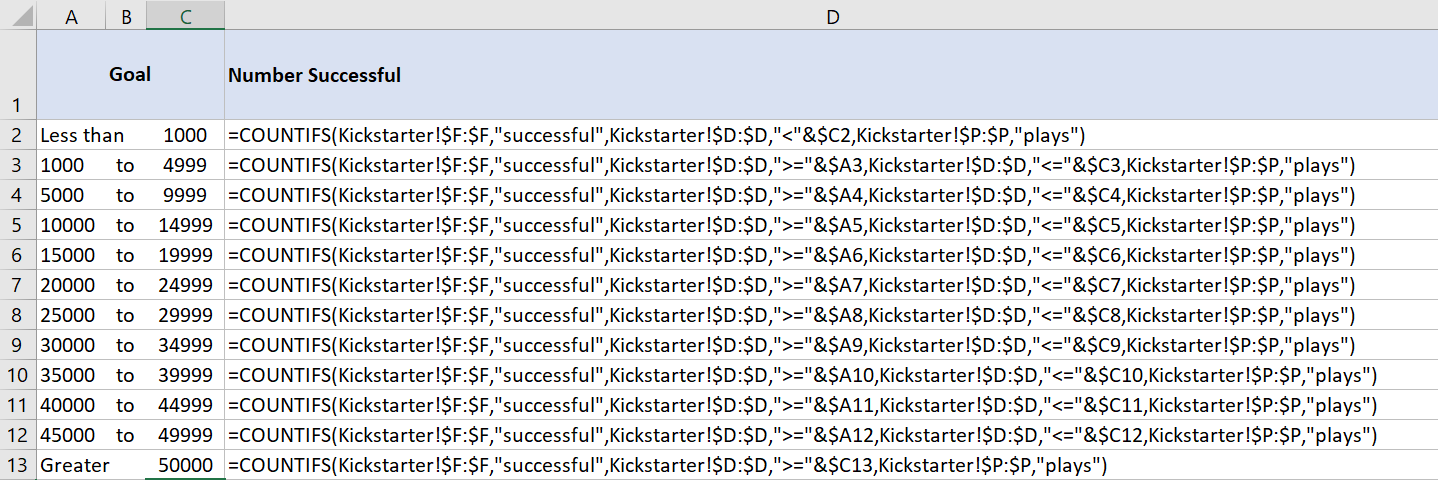 A B C D
1 Goal Number Successful
2 Less than 1000 =COUNTIFS(Kickstarter!$F:$F,"successful",Kickstarter!$D:$D,"<"&$C2,Kickstarter!$P:$P,"plays")
3 1000 to 4999 =COUNTIFS(Kickstarter!$F:$F,"successful",Kickstarter!$D:$D,">="&$A3,Kickstarter!$D:$D,"<="&$C3,Kickstarter!$P:$P,"plays")
4 5000 to 9999 =COUNTIFS(Kickstarter!$F:$F,"successful",Kickstarter!$D:$D,">="&$A4,Kickstarter!$D:$D,"<="&$C4,Kickstarter!$P:$P,"plays")
5 10000 to 14999 =COUNTIFS(Kickstarter!$F:$F,"successful",Kickstarter!$D:$D,">="&$A5,Kickstarter!$D:$D,"<="&$C5,Kickstarter!$P:$P,"plays")
6 15000 to 19999 =COUNTIFS(Kickstarter!$F:$F,"successful",Kickstarter!$D:$D,">="&$A6,Kickstarter!$D:$D,"<="&$C6,Kickstarter!$P:$P,"plays")
7 20000 to 24999 =COUNTIFS(Kickstarter!$F:$F,"successful",Kickstarter!$D:$D,">="&$A7,Kickstarter!$D:$D,"<="&$C7,Kickstarter!$P:$P,"plays")
8 25000 to 29999 =COUNTIFS(Kickstarter!$F:$F,"successful",Kickstarter!$D:$D,">="&$A8,Kickstarter!$D:$D,"<="&$C8,Kickstarter!$P:$P,"plays")
9 30000 to 34999 =COUNTIFS(Kickstarter!$F:$F,"successful",Kickstarter!$D:$D,">="&$A9,Kickstarter!$D:$D,"<="&$C9,Kickstarter!$P:$P,"plays")
10 35000 to 39999 =COUNTIFS(Kickstarter!$F:$F,"successful",Kickstarter!$D:$D,">="&$A10,Kickstarter!$D:$D,"<="&$C10,Kickstarter!$P:$P,"plays")
11 40000 to 44999 =COUNTIFS(Kickstarter!$F:$F,"successful",Kickstarter!$D:$D,">="&$A11,Kickstarter!$D:$D,"<="&$C11,Kickstarter!$P:$P,"plays")
12 45000 to 49999 =COUNTIFS(Kickstarter!$F:$F,"successful",Kickstarter!$D:$D,">="&$A12,Kickstarter!$D:$D,"<="&$C12,Kickstarter!$P:$P,"plays")
13 Greater 50000 =COUNTIFS(Kickstarter!$F:$F,"successful",Kickstarter!$D:$D,">="&$C13,Kickstarter!$P:$P,"plays")